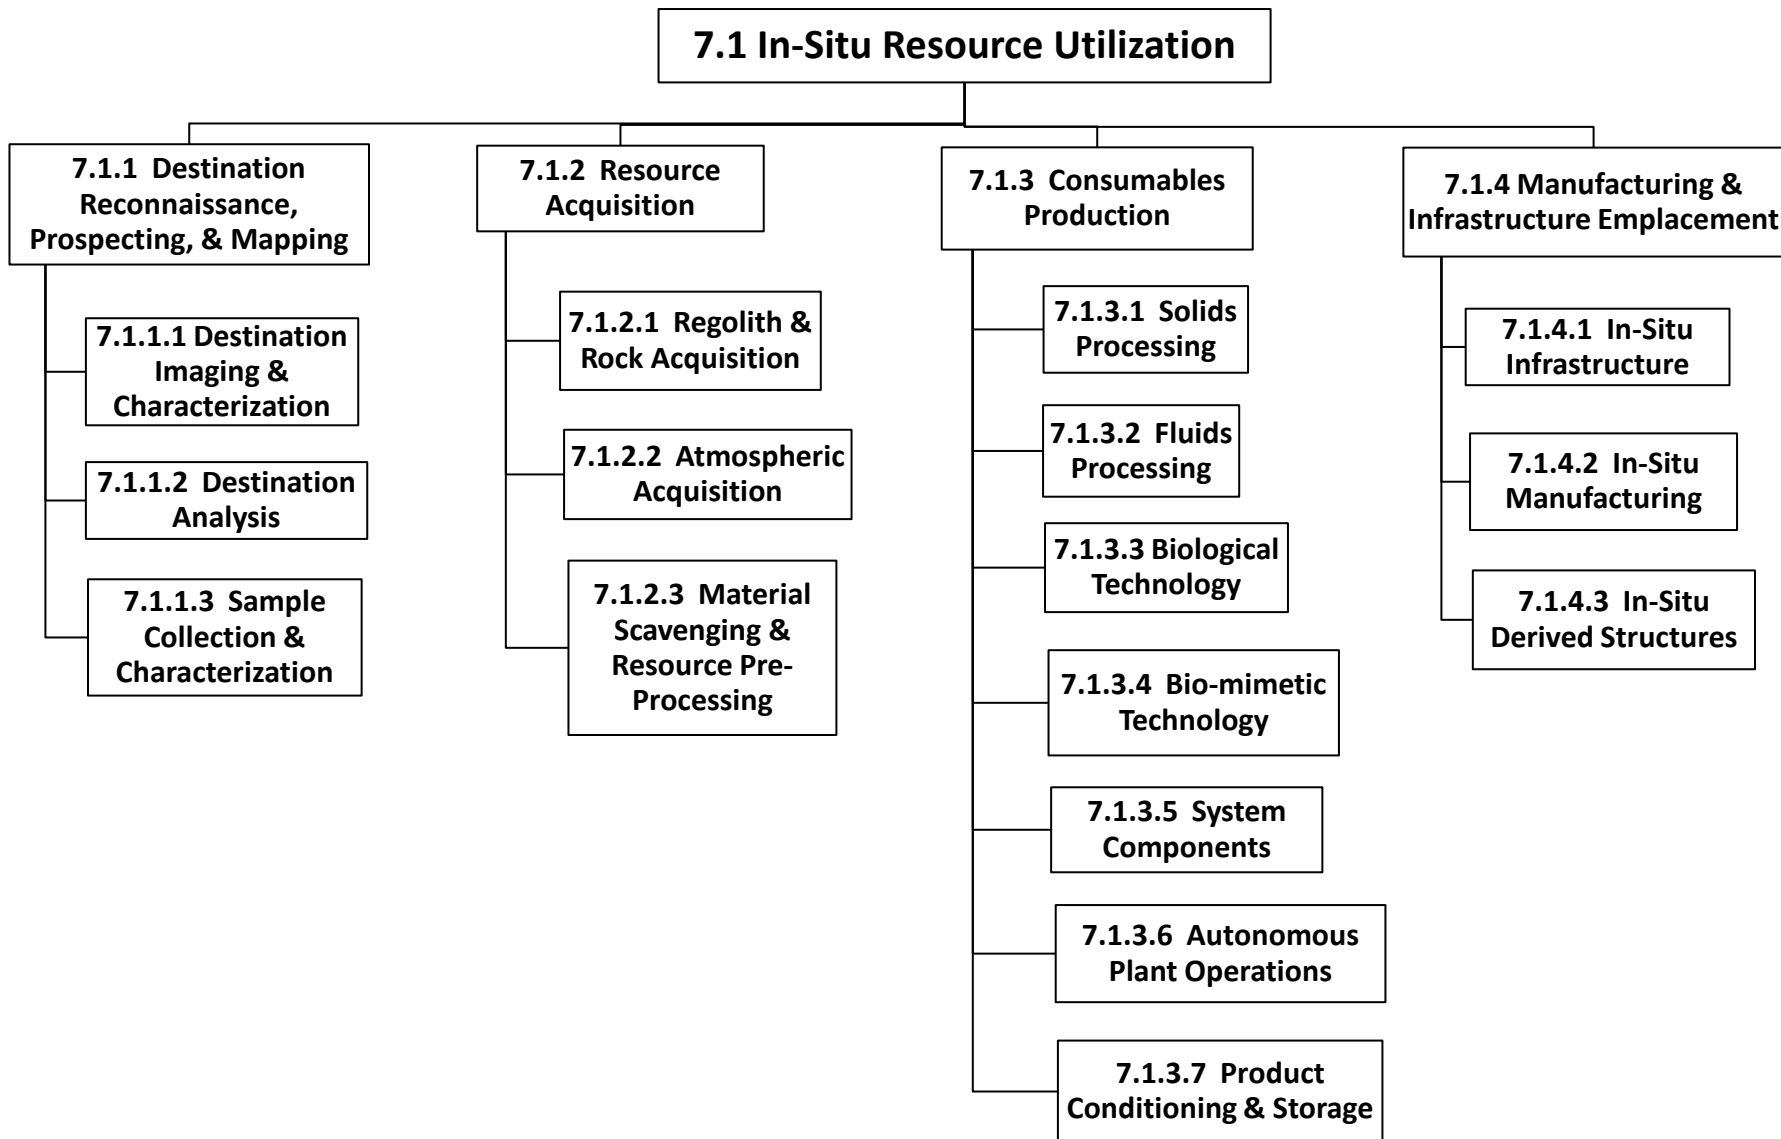 7.1 In-Situ Resource Utilization
7.1.1 Destination
Reconnaissance,
Prospecting, & Mapping
7.1.1.1 Destination
Imaging &
Characterization
7.1.1.2 Destination
Analysis
7.1.1.3 Sample
Collection &
Characterization
7.1.2 Resource
Acquisition
7.1.2.1 Regolith &
Rock Acquisition
7.1.2.2 Atmospheric
Acquisition
7.1.2.3 Material
Scavenging &
Resource Pre-
Processing
7.1.3 Consumables
Production
7.1.3.1 Solids
Processing
7.1.3.2 Fluids
Processing
7.1.3.3 Biological
Technology
7.1.3.4 Bio-mimetic
Technology
7.1.3.5 System
Components
7.1.3.6 Autonomous
Plant Operations
7.1.3.7 Product
Conditioning & Storage
7.1.4 Manufacturing &
Infrastructure Emplacement
7.1.4.1 In-Situ
Infrastructure
7.1.4.2 In-Situ
Manufacturing
7.1.4.3 In-Situ
Derived Structures